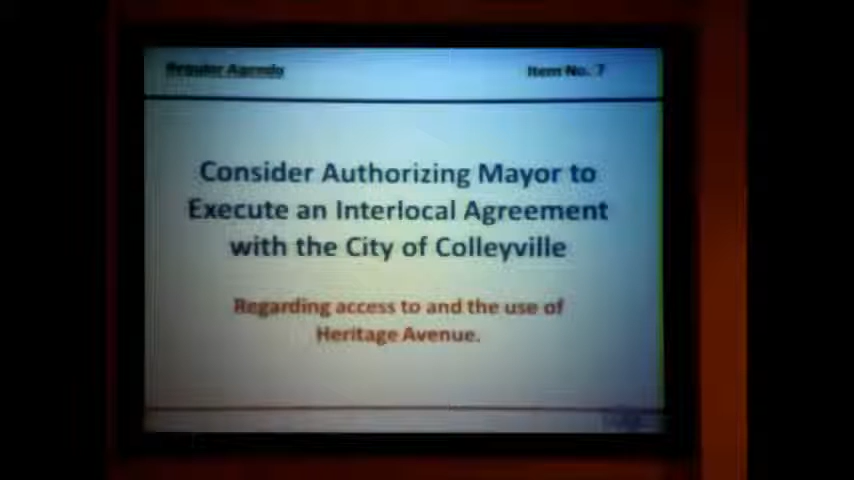 Regular Agenda Item No. 7
Consider Authorizing Mayor to
Execute an Interlocal Agreement
with the City of Colleyville
Regarding access to and the use of
Heritage Avenue.